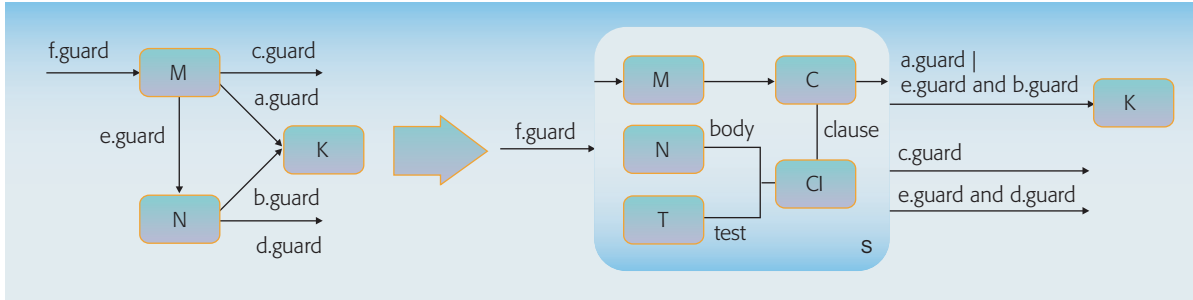 f.guard
M
c.guard
a.guard
e.guard
K
N
b.guard
d.guard
f.guard
M
C
a.guard |
e.guard and b.guard
K
body
clause
N
CI
c.guard
e.guard and d.guard
T
test
s